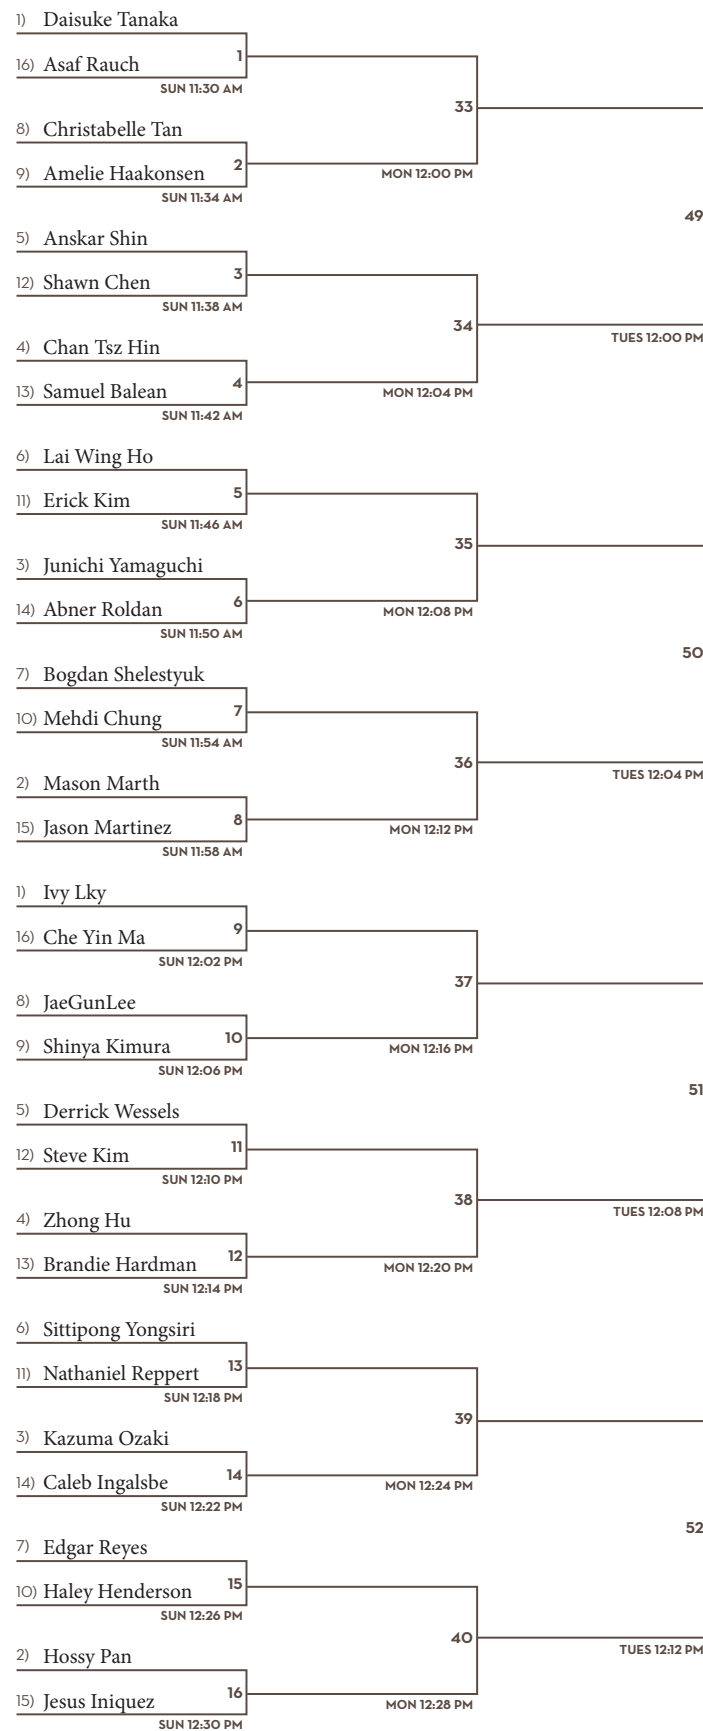 1) Daisuke Tanaka
1
16) Asaf Rauch
SUN 11:30 AM
33
8) Christabelle Tan
2
9) Amelie Haakonsen
MON 12:00 PM
SUN 11:34 AM
49
5) Anskar Shin
3
12) Shawn Chen
SUN 11:38 AM
34
TUES 12:00 PM
4) Chan Tsz Hin
4
13) Samuel Balean
MON 12:04 PM
SUN 11:42 AM
6) Lai Wing Ho
5
11) Erick Kim
SUN 11:46 AM
35
3) Junichi Yamaguchi
6
14) Abner Roldan
MON 12:08 PM
SUN 11:50 AM
50
7) Bogdan Shelestyuk
7
10) Mehdi Chung
SUN 11:54 AM
36
TUES 12:04 PM
2) Mason Marth
8
15) Jason Martinez
MON 12:12 PM
SUN 11:58 AM
1) Ivy Lky
9
16) Che Yin Ma
SUN 12:02 PM
37
8) JaeGunLee
10
9) Shinya Kimura
MON 12:16 PM
SUN 12:06 PM
51
5) Derrick Wessels
11
12) Steve Kim
SUN 12:10 PM
38
TUES 12:08 PM
4) Zhong Hu
12
13) Brandie Hardman
MON 12:20 PM
SUN 12:14 PM
6) Sittipong Yongsiri
13
11) Nathaniel Reppert
SUN 12:18 PM
39
3) Kazuma Ozaki
14
14) Caleb Ingalsbe
MON 12:24 PM
SUN 12:22 PM
52
7) Edgar Reyes
15
10) Haley Henderson
SUN 12:26 PM
40
TUES 12:12 PM
2) Hossy Pan
16
15) Jesus Iniquez
MON 12:28 PM
SUN 12:30 PM